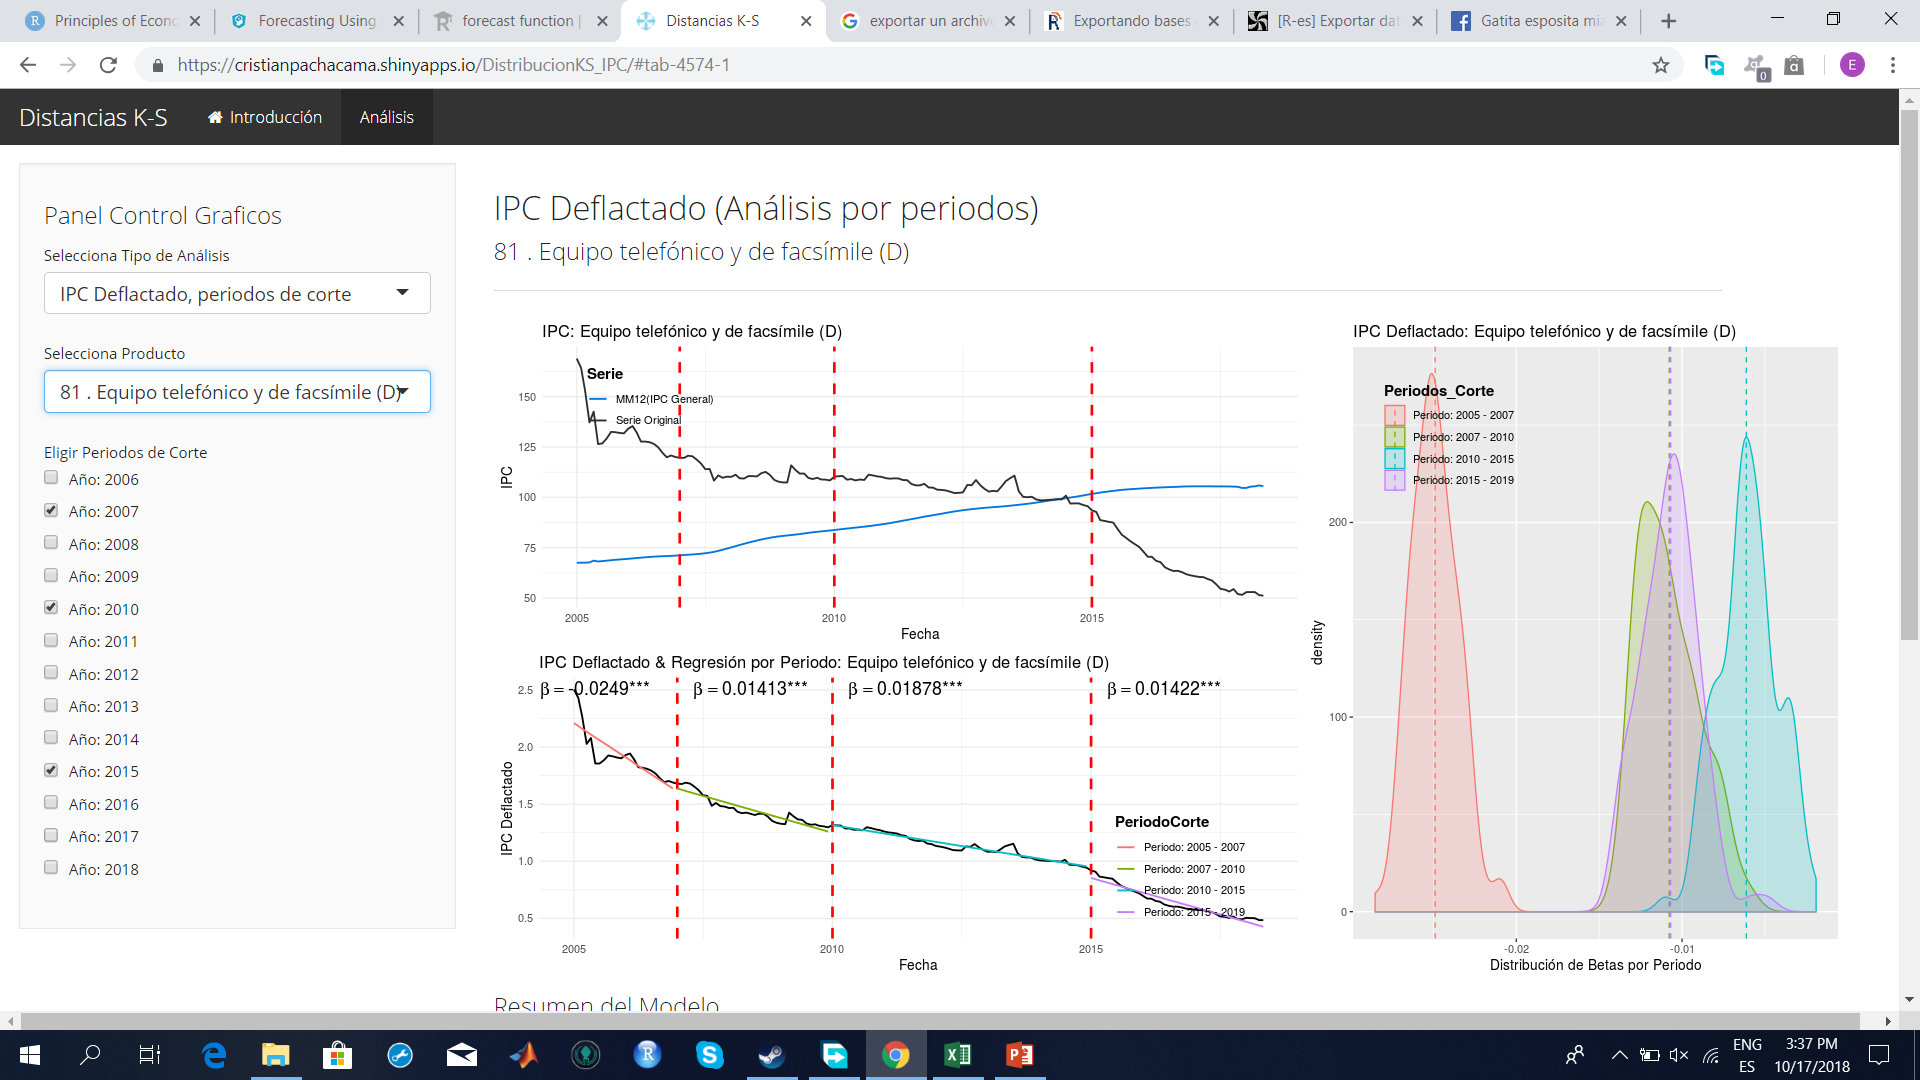 Principles of Econo
Forecasting Using
forecast function |
Distancias K-S
exportar un archivo
Exportando bases
[R-es] Exportar dat
Gatita esposita mia
https://cristianpachacama.shinyapps.io/DistribucionKS_IPC/#tab-4574-1
0
E
Distancias K-S
Introducción
Análisis
Panel Control Graficos
Selecciona Tipo de Análisis
IPC Deflactado, periodos de corte
Selecciona Producto
81 . Equipo telefónico y de facsímile (D)
Eligir Periodos de Corte
Año: 2006
Año: 2007
Año: 2008
Año: 2009
Año: 2010
Año: 2011
Año: 2012
Año: 2013
Año: 2014
Año: 2015
Año: 2016
Año: 2017
Año: 2018
IPC Deflactado (Análisis por periodos)
81 . Equipo telefónico y de facsímile (D)
IPC: Equipo telefónico y de facsímile (D)
Serie
MM12(IPC General)
Serie Original
IPC
150
125
100
75
50
2005
2010
2015
Fecha
IPC Deflactado & Regresión por Periodo: Equipo telefónico y de facsímile (D)
β = -0.0249***
β = 0.01413***
β = 0.01878***
β = 0.01422***
IPC Deflactado
2.5
2.0
1.5
1.0
0.5
PeriodoCorte
Periodo: 2005 - 2007
Periodo: 2007 - 2010
Periodo: 2010 - 2015
Periodo: 2015 - 2019
2005
2010
2015
Fecha
IPC Deflactado: Equipo telefónico y de facsímile (D)
Periodos_Corte
Periodo: 2005 - 2007
Periodo: 2007 - 2010
Periodo: 2010 - 2015
Periodo: 2015 - 2019
density
200
100
0
-0.02
-0.01
Distribución de Betas por Periodo
Resumen del Modelo
ENG
ES
3:37 PM
10/17/2018